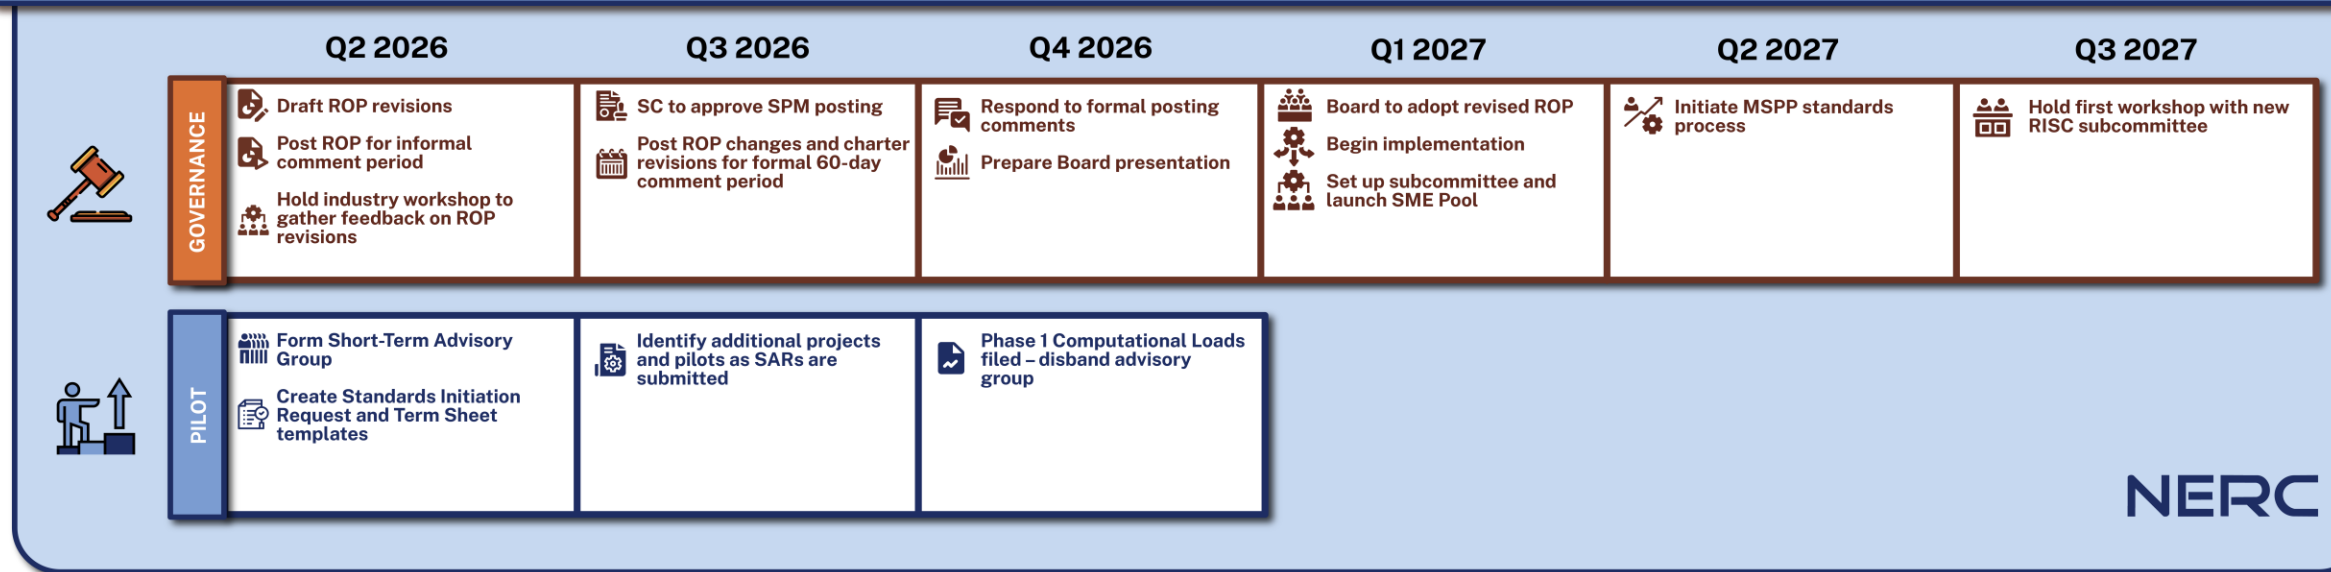 Q2 2026
Q3 2026
Q4 2026
Q1 2027
Q2 2027
Q3 2027
GOVERNANCE
Draft ROP revisions
Post ROP for informal
comment period
Hold industry workshop to
gather feedback on ROP
revisions
SC to approve SPM posting
Post ROP changes and charter
revisions for formal 60-day
comment period
Respond to formal posting
comments
Prepare Board presentation
Board to adopt revised ROP
Begin implementation
Set up subcommittee and
launch SME Pool
Initiate MSPP standards
process
Hold first workshop with new
RISC subcommittee
PILOT
Form Short-Term Advisory
Group
Create Standards Initiation
Request and Term Sheet
templates
Identify additional projects
and pilots as SARs are
submitted
Phase 1 Computational Loads
filed – disband advisory
group
NERC